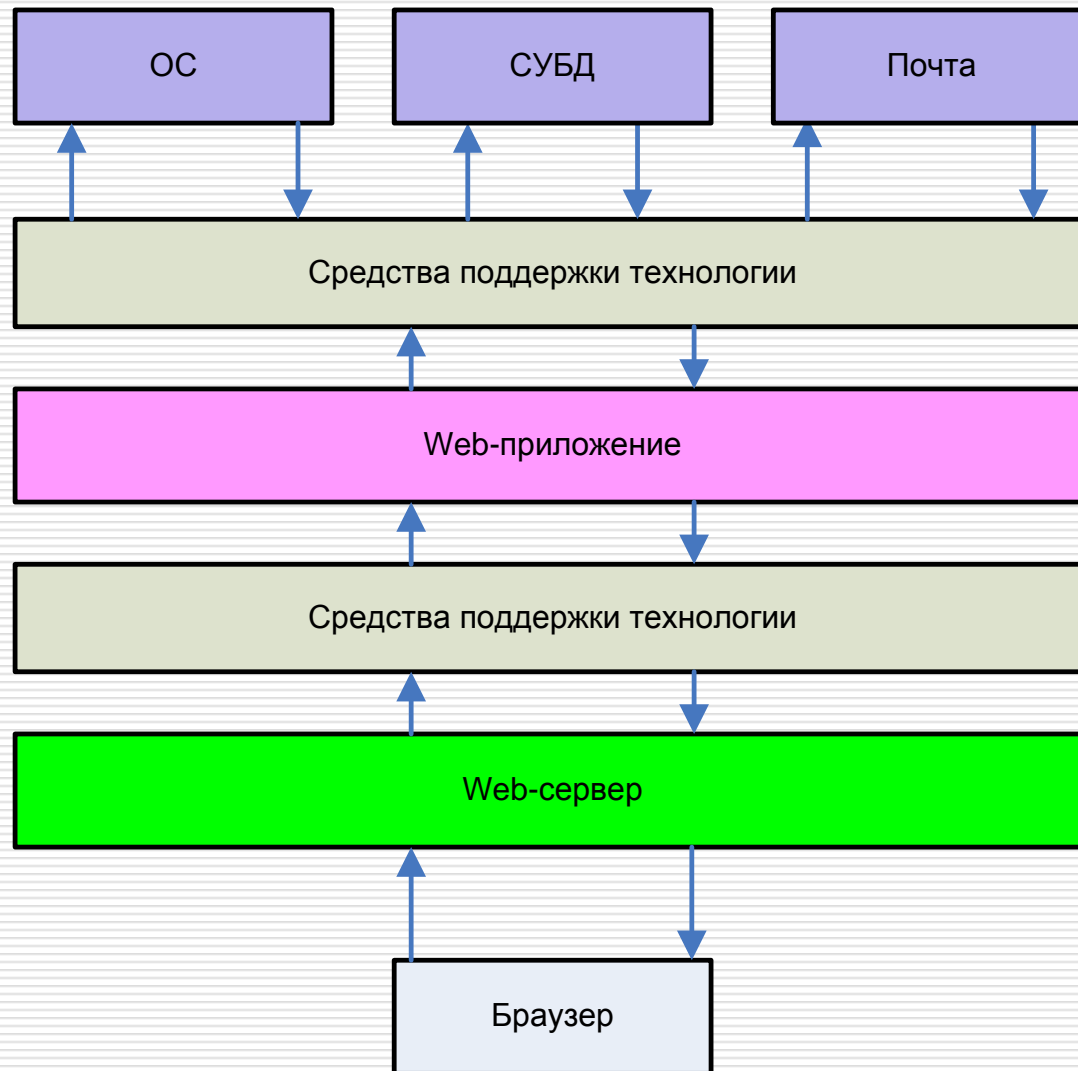 ОС
СУБД
Почта
Средства поддержки технологии
Web-приложение
Средства поддержки технологии
Web-сервер
Браузер